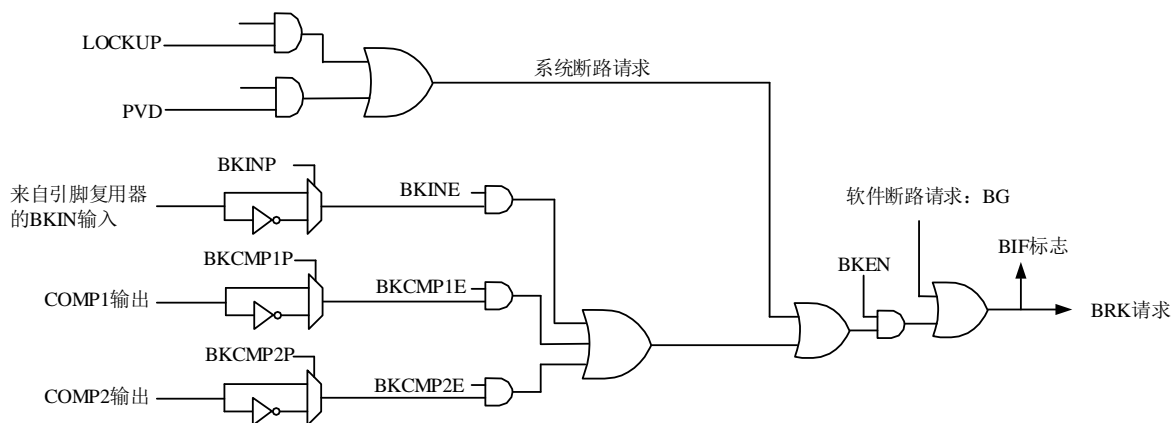 LOCKUP
系统断路请求
PVD
BKINP
来自引脚复用器
的BKIN输入
BKINE
软件断路请求：BG
BIF标志
BKCMP1P
BKEN
COMP1输出
BKCMP1E
BRK请求
BKCMP2P
COMP2输出
BKCMP2E